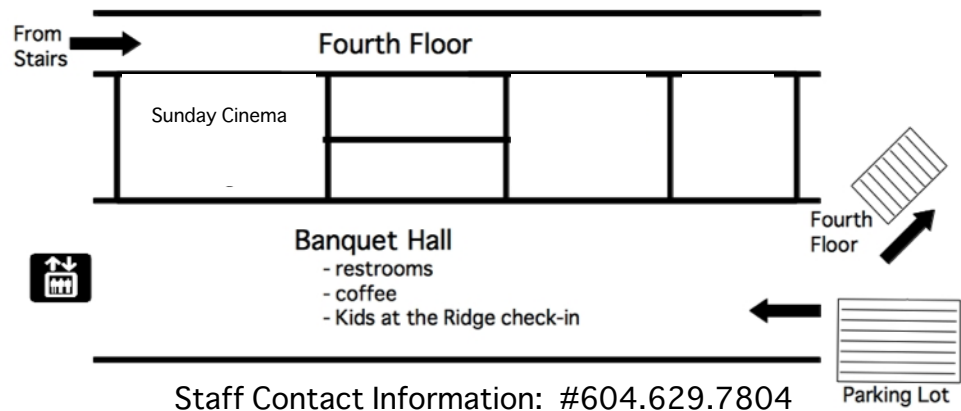 From
Stairs
Fourth Floor
Sunday Cinema
Fourth
Floor
Banquet Hall
- restrooms
- coffee
- Kids at the Ridge check-in
Parking Lot
Staff Contact Information: #604.629.7804